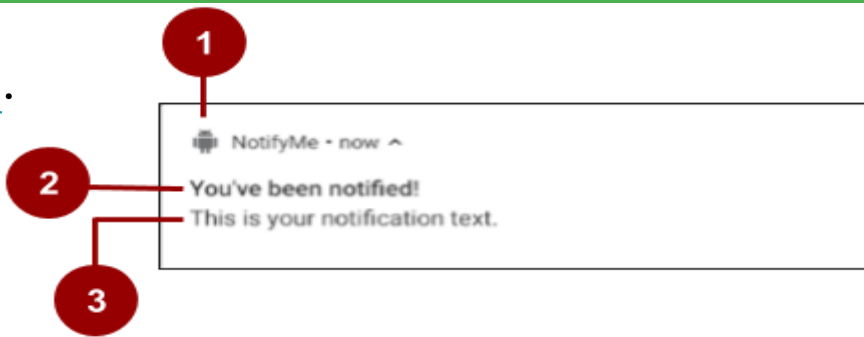 1
.
NotifyMe • now ^
2
You've been notified!
This is your notification text.
3